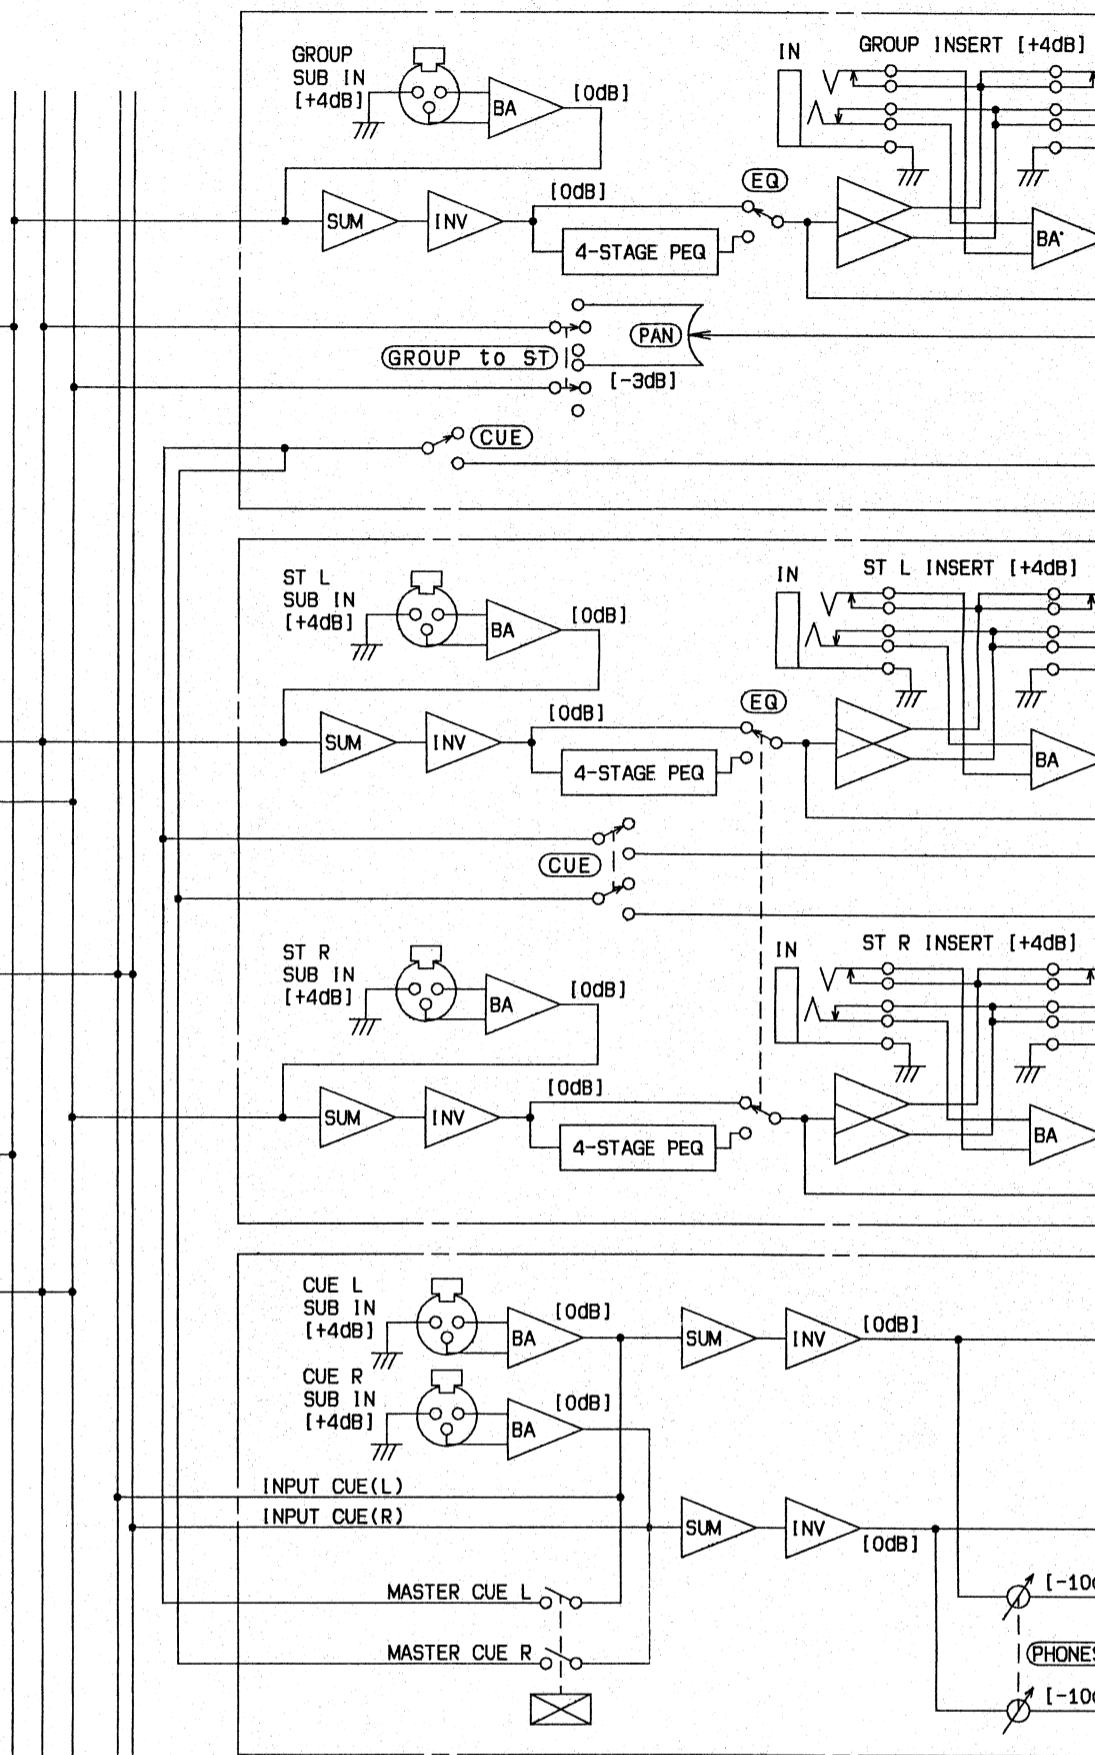 GROUP
SUB IN
[+4dB]
BA
[0dB]
IN
GROUP INSERT [+4dB]
SUM
INV
[0dB]
4-STAGE PEQ
EQ
BA
GROUP to ST
PAN
[-3dB]
CUE
ST L
SUB IN
[+4dB]
BA
[0dB]
IN
ST L INSERT [+4dB]
SUM
INV
[0dB]
4-STAGE PEQ
EQ
BA
CUE
ST R
SUB IN
[+4dB]
BA
[0dB]
IN
ST R INSERT [+4dB]
SUM
INV
[0dB]
4-STAGE PEQ
BA
CUE L
SUB IN
[+4dB]
BA
[0dB]
SUM
INV
[0dB]
CUE R
SUB IN
[+4dB]
BA
[0dB]
INPUT CUE(L)
INPUT CUE(R)
SUM
INV
[0dB]
MASTER CUE L
MASTER CUE R
[-10d
PHONES
[-10d